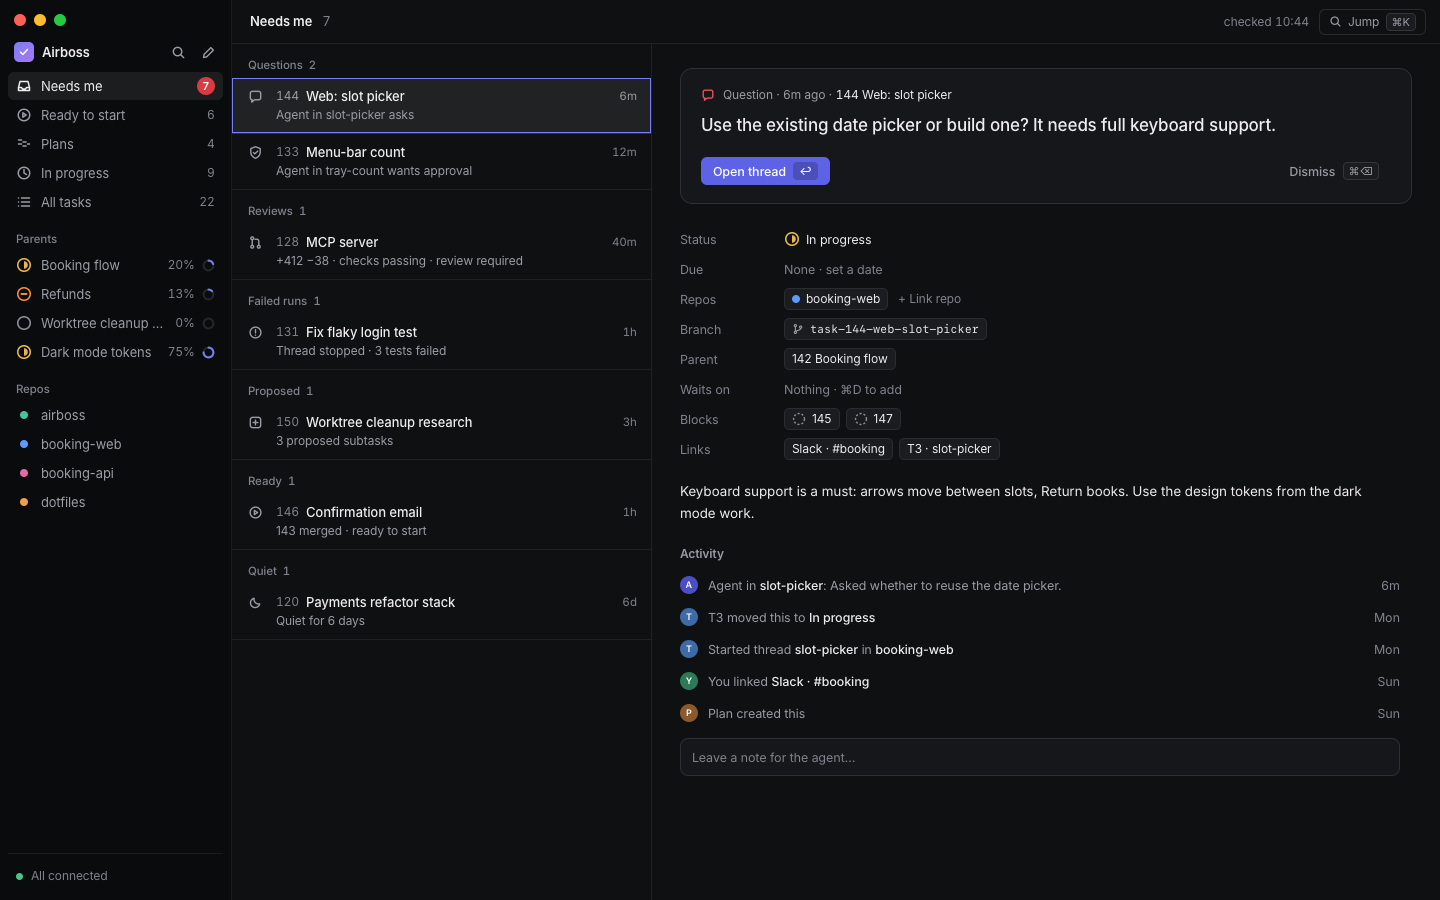 Airboss
Needs me 7
Ready to start 6
Plans 4
In progress 9
All tasks 22
Parents
Booking flow 20%
Refunds 13%
Worktree cleanup ... 0%
Dark mode tokens 75%
Repos
airboss
booking-web
booking-api
dotfiles
All connected
Needs me 7
checked 10:44
Jump ⌘K
Questions 2
144 Web: slot picker 6m
Agent in slot-picker asks
133 Menu-bar count 12m
Agent in tray-count wants approval
Reviews 1
128 MCP server 40m
+412 −38 · checks passing · review required
Failed runs 1
131 Fix flaky login test 1h
Thread stopped · 3 tests failed
Proposed 1
150 Worktree cleanup research 3h
3 proposed subtasks
Ready 1
146 Confirmation email 1h
143 merged · ready to start
Quiet 1
120 Payments refactor stack 6d
Quiet for 6 days
Question · 6m ago · 144 Web: slot picker
Use the existing date picker or build one? It needs full keyboard support.
Open thread ↩
Dismiss ⌘⌫
Status In progress
Due None · set a date
Repos booking-web + Link repo
Branch task-144-web-slot-picker
Parent 142 Booking flow
Waits on Nothing · ⌘D to add
Blocks 145 147
Links Slack · #booking T3 · slot-picker
Keyboard support is a must: arrows move between slots, Return books. Use the design tokens from the dark
mode work.
Activity
A Agent in slot-picker: Asked whether to reuse the date picker. 6m
T T3 moved this to In progress Mon
T Started thread slot-picker in booking-web Mon
Y You linked Slack · #booking Sun
P Plan created this Sun
Leave a note for the agent...